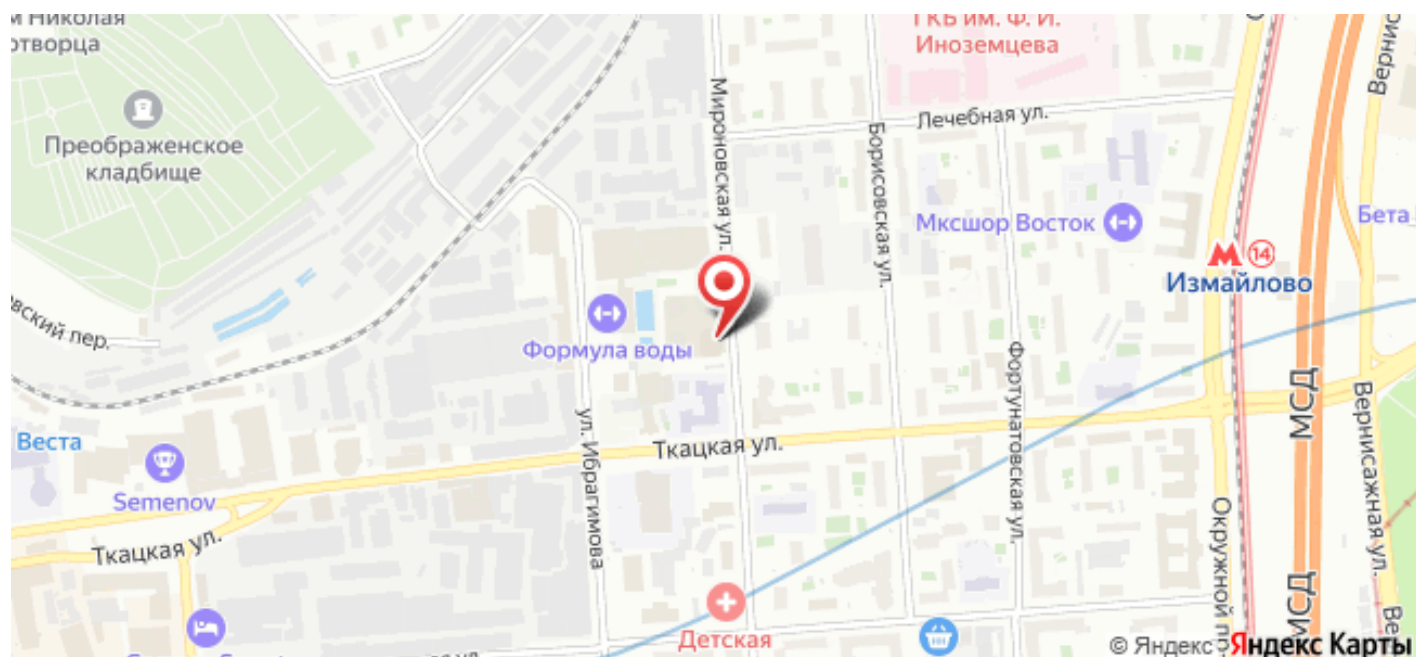 м Николая
отворца
ГКБ им. Ф. И.
Иноземцева
Преображенское
кладбище
Мироновская ул.
Борисовская ул.
Лечебная ул.
Мксшор Восток
Бета
14
Измайлово
вский пер.
Формула воды
Фортунатовская ул.
МСД
Вернисажная ул.
Веста
ул. Ибрагимова
Ткацкая ул.
Semenov
Ткацкая ул.
Окружной пр
МСД
Детская
© Яндекс Яндекс Карты